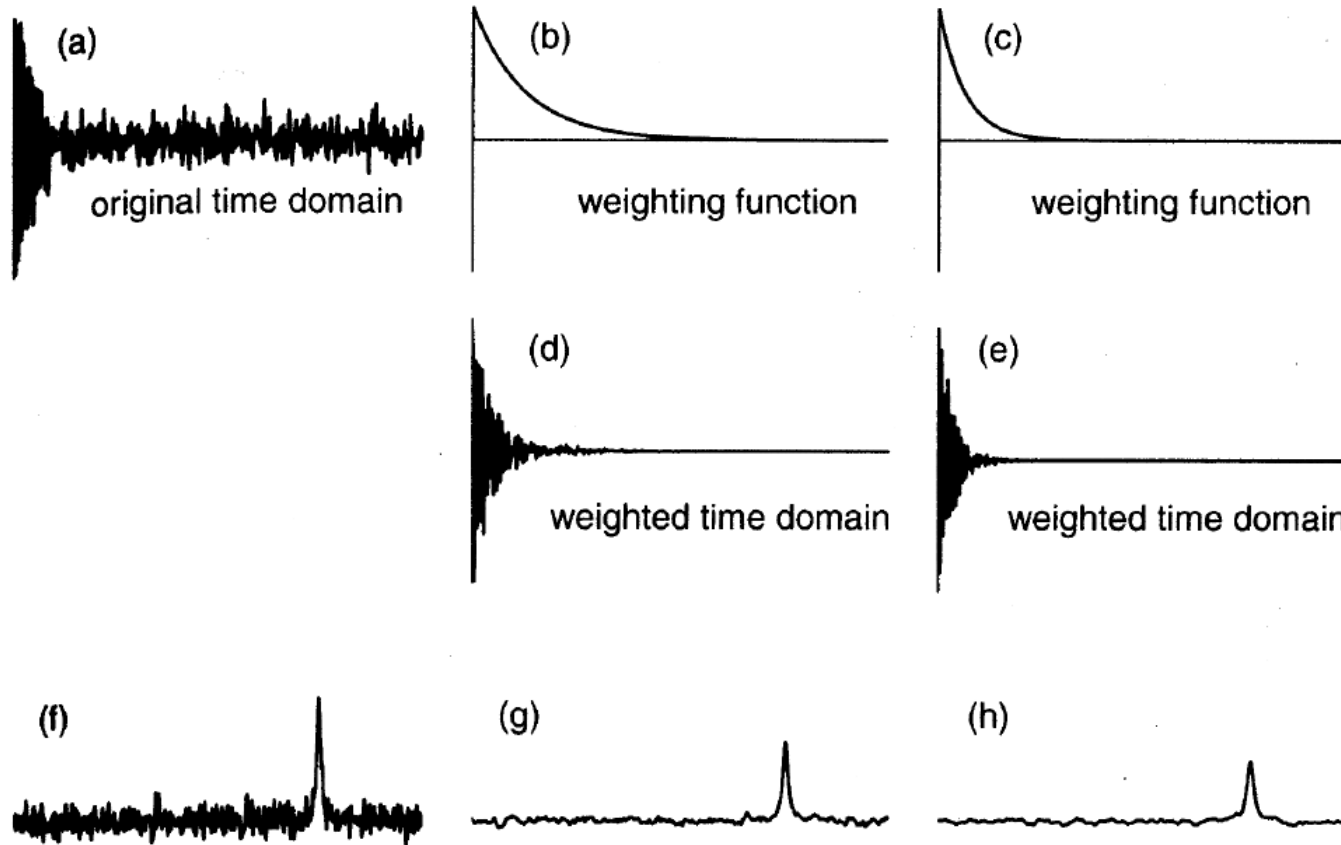 (a)
(b)
(c)
original time domain
weighting function
weighting function
(d)
(e)
weighted time domain
weighted time domain
(f)
(g)
(h)